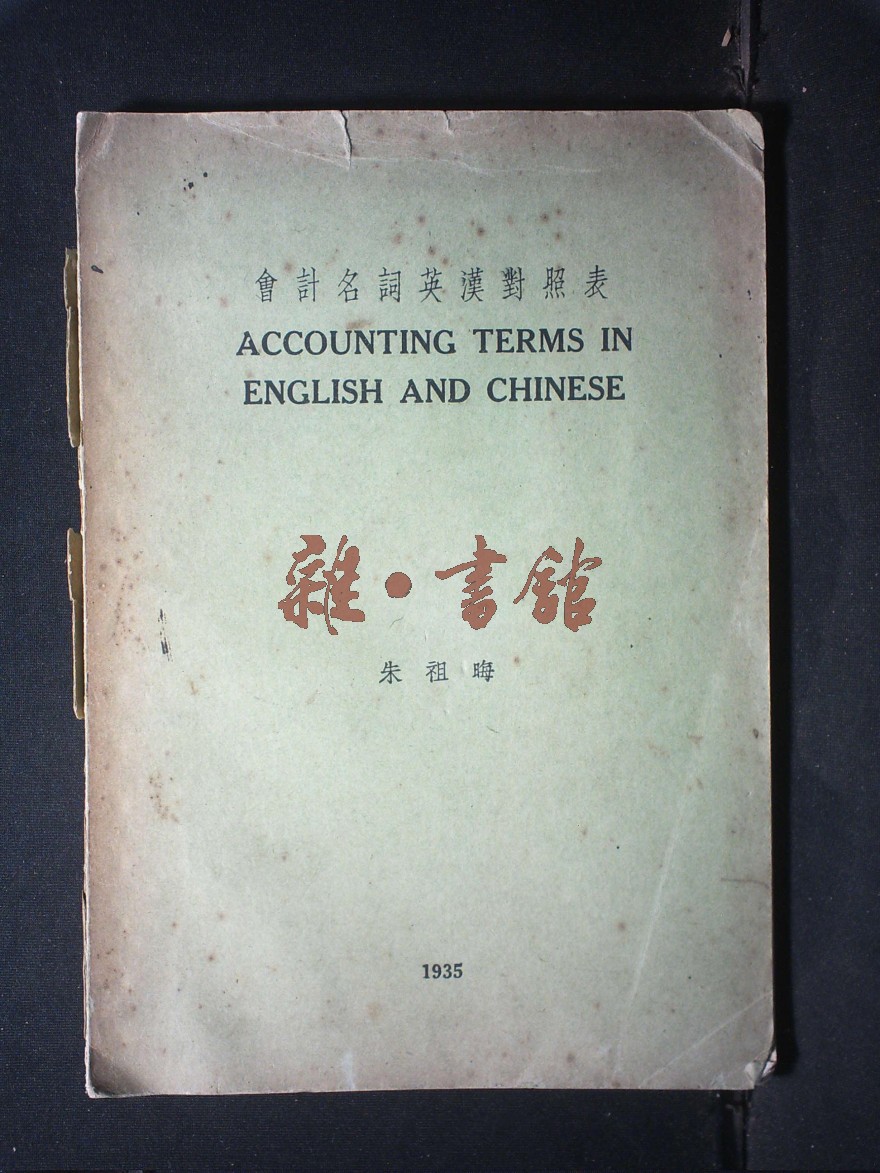 會計名詞英漢對照表
ACCOUNTING TERMS IN
ENGLISH AND CHINESE
雜·書館
朱祖晦
1935